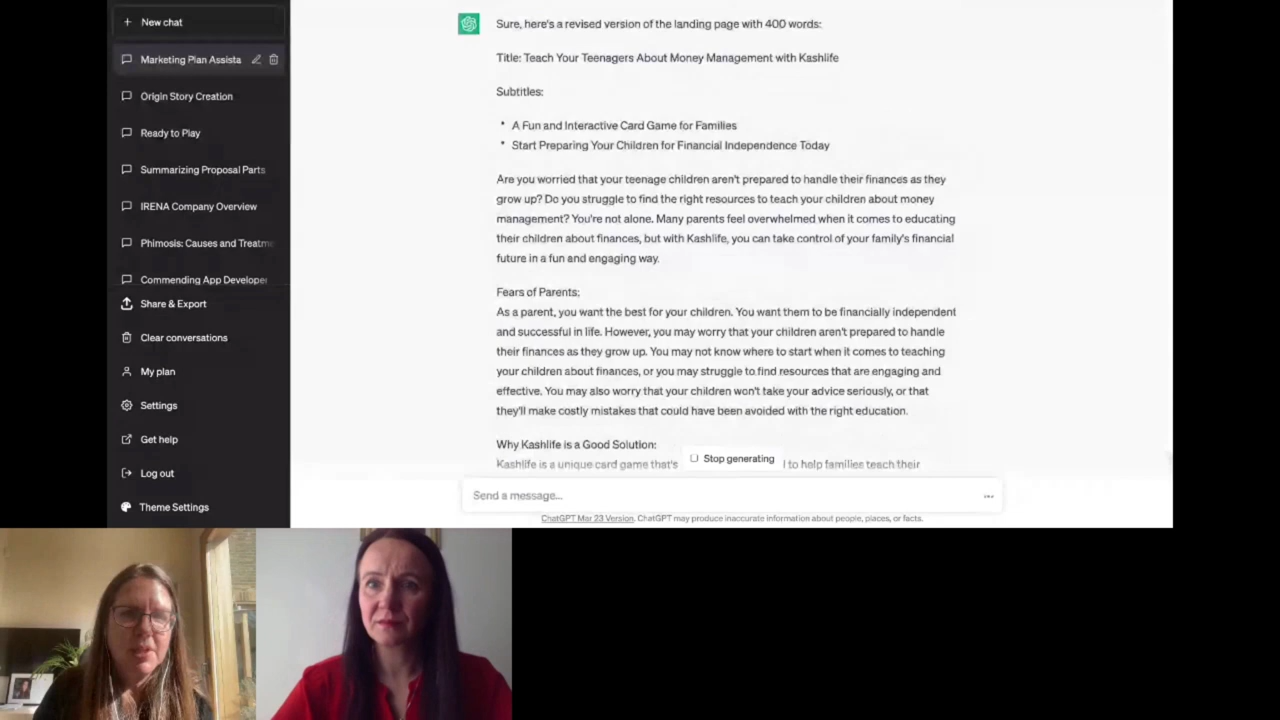 New chat
Marketing Plan Assista
Origin Story Creation
Ready to Play
Summarizing Proposal Parts
IRENA Company Overview
Phimosis: Causes and Treatme
Commending App Developer
Share & Export
Clear conversations
My plan
Settings
Get help
Log out
Theme Settings
Sure, here's a revised version of the landing page with 400 words:
Title: Teach Your Teenagers About Money Management with Kashlife
Subtitles:
• A Fun and Interactive Card Game for Families
• Start Preparing Your Children for Financial Independence Today
Are you worried that your teenage children aren't prepared to handle their finances as they
grow up? Do you struggle to find the right resources to teach your children about money
management? You're not alone. Many parents feel overwhelmed when it comes to educating
their children about finances, but with Kashlife, you can take control of your family's financial
future in a fun and engaging way.
Fears of Parents:
As a parent, you want the best for your children. You want them to be financially independent
and successful in life. However, you may worry that your children aren't prepared to handle
their finances as they grow up. You may not know where to start when it comes to teaching
your children about finances, or you may struggle to find resources that are engaging and
effective. You may also worry that your children won't take your advice seriously, or that
they'll make costly mistakes that could have been avoided with the right education.
Why Kashlife is a Good Solution:
Kashlife is a unique card game that's to help families teach their
Stop generating
Send a message...
ChatGPT Mar 23 Version. ChatGPT may produce inaccurate information about people, places, or facts.